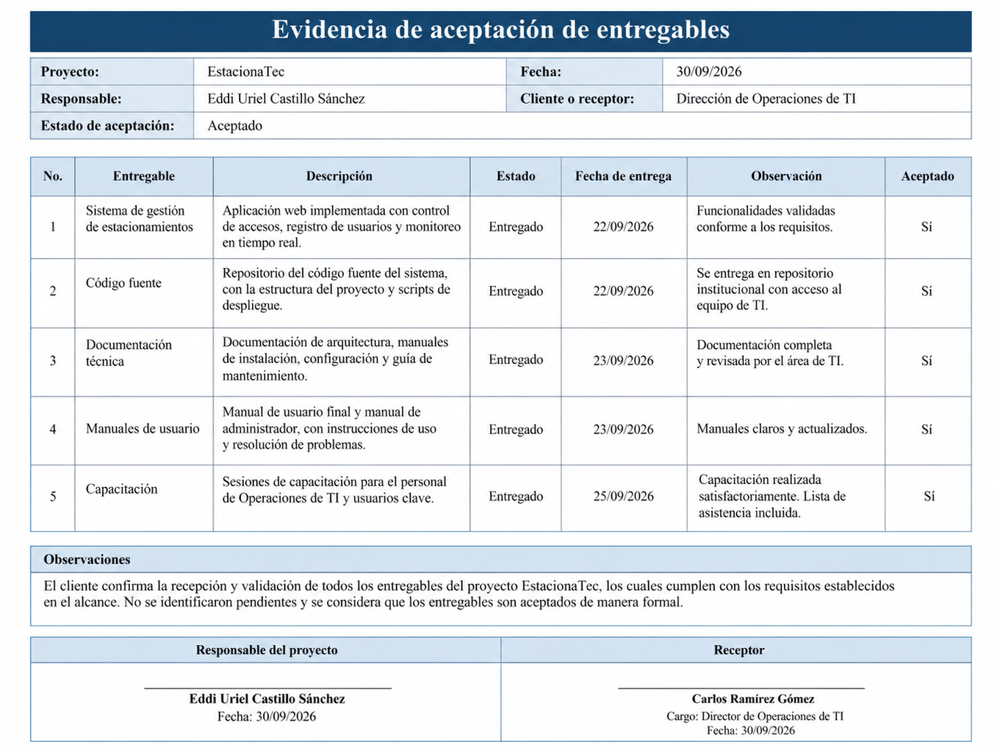 Evidencia de aceptación de entregables
Proyecto: EstacionaTec Fecha: 30/09/2026
Responsable: Eddi Uriel Castillo Sánchez Cliente o receptor: Dirección de Operaciones de TI
Estado de aceptación: Aceptado
No. Entregable Descripción Estado Fecha de entrega Observación Aceptado
1
Sistema de gestión
de estacionamientos
Aplicación web implementada con control
de accesos, registro de usuarios y monitoreo
en tiempo real.
Entregado
22/09/2026
Funcionalidades validadas
conforme a los requisitos.
Sí
2
Código fuente
Repositorio del código fuente del sistema,
con la estructura del proyecto y scripts de
despliegue.
Entregado
22/09/2026
Se entrega en repositorio
institucional con acceso al
equipo de TI.
Sí
3
Documentación
técnica
Documentación de arquitectura, manuales
de instalación, configuración y guía de
mantenimiento.
Entregado
23/09/2026
Documentación completa
y revisada por el área de TI.
Sí
4
Manuales de usuario
Manual de usuario final y manual de
administrador, con instrucciones de uso
y resolución de problemas.
Entregado
23/09/2026
Manuales claros y actualizados.
Sí
5
Capacitación
Sesiones de capacitación para el personal
de Operaciones de TI y usuarios clave.
Entregado
25/09/2026
Capacitación realizada
satisfactoriamente. Lista de
asistencia incluida.
Sí
Observaciones
El cliente confirma la recepción y validación de todos los entregables del proyecto EstacionaTec, los cuales cumplen con los requisitos establecidos
en el alcance. No se identificaron pendientes y se considera que los entregables son aceptados de manera formal.
Responsable del proyecto
Eddi Uriel Castillo Sánchez
Fecha: 30/09/2026
Receptor
Carlos Ramírez Gómez
Cargo: Director de Operaciones de TI
Fecha: 30/09/2026